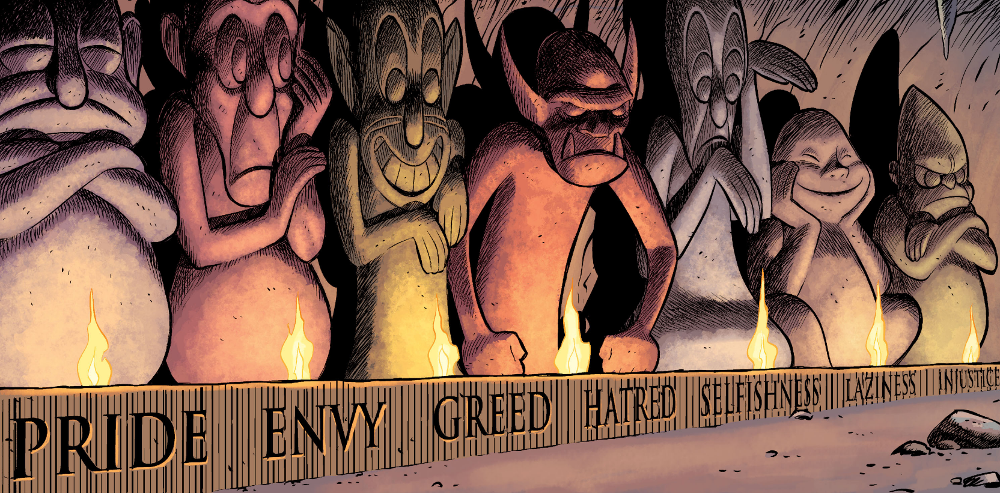 PRIDE ENVY GREED HATRED SELFISHNESS LAZINESS INJUSTICE